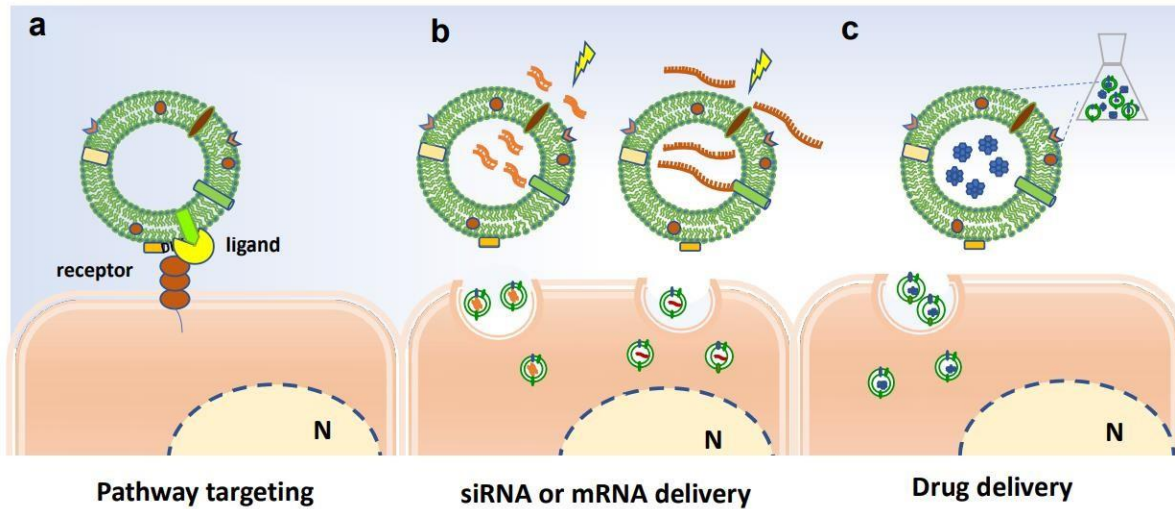 a
b
c
ligand
receptor
N
N
N
Pathway targeting
siRNA or mRNA delivery
Drug delivery